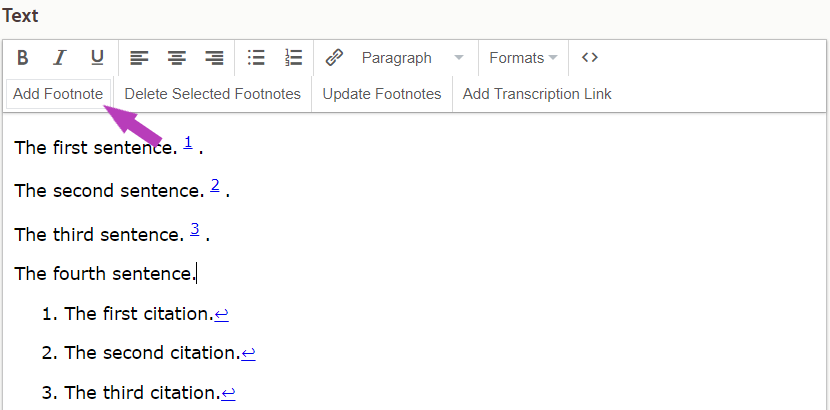 Text
B I U Paragraph Formats <>
Add Footnote Delete Selected Footnotes Update Footnotes Add Transcription Link
The first sentence. 1 .
The second sentence. 2 .
The third sentence. 3 .
The fourth sentence.
1. The first citation.↩
2. The second citation.↩
3. The third citation.↩